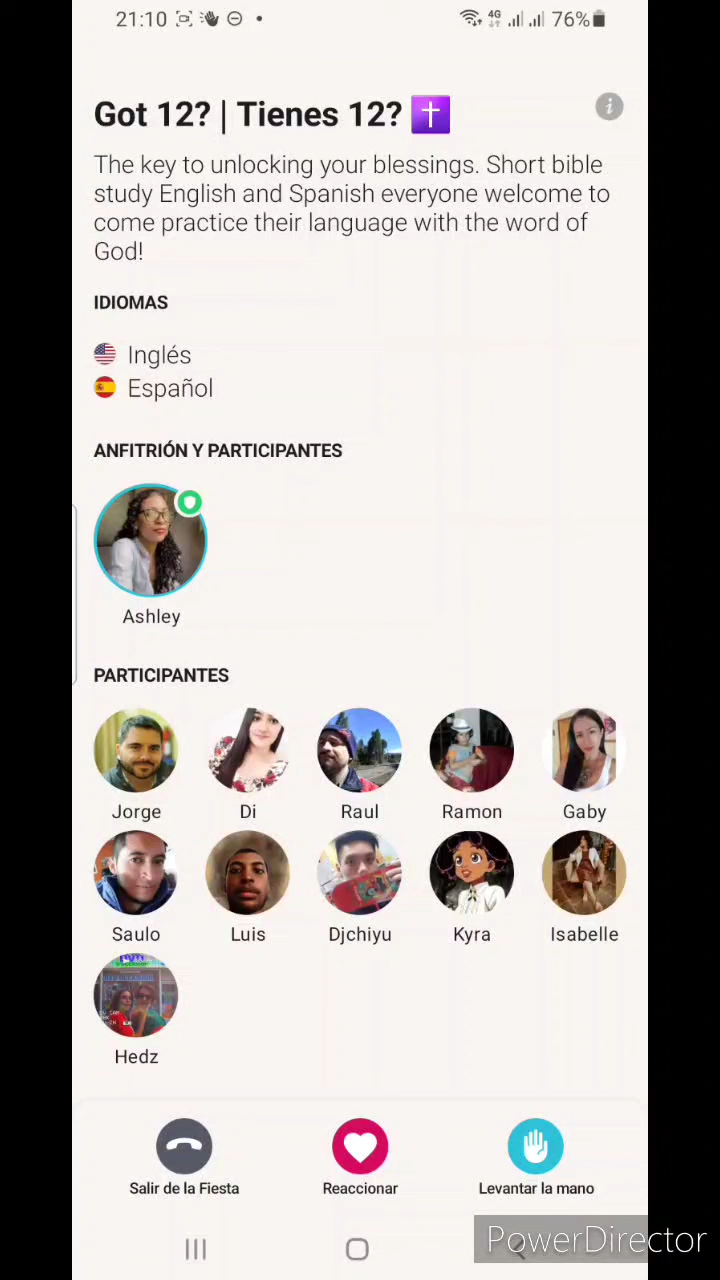 21:10
4G 76%
Got 12? | Tienes 12? ✝️
The key to unlocking your blessings. Short bible
study English and Spanish everyone welcome to
come practice their language with the word of
God!
IDIOMAS
Inglés
Español
ANFITRIÓN Y PARTICIPANTES
Ashley
PARTICIPANTES
Jorge Di Raul Ramon Gaby
Saulo Luis Djchiyu Kyra Isabelle
Hedz
Salir de la Fiesta Reaccionar Levantar la mano
PowerDirector